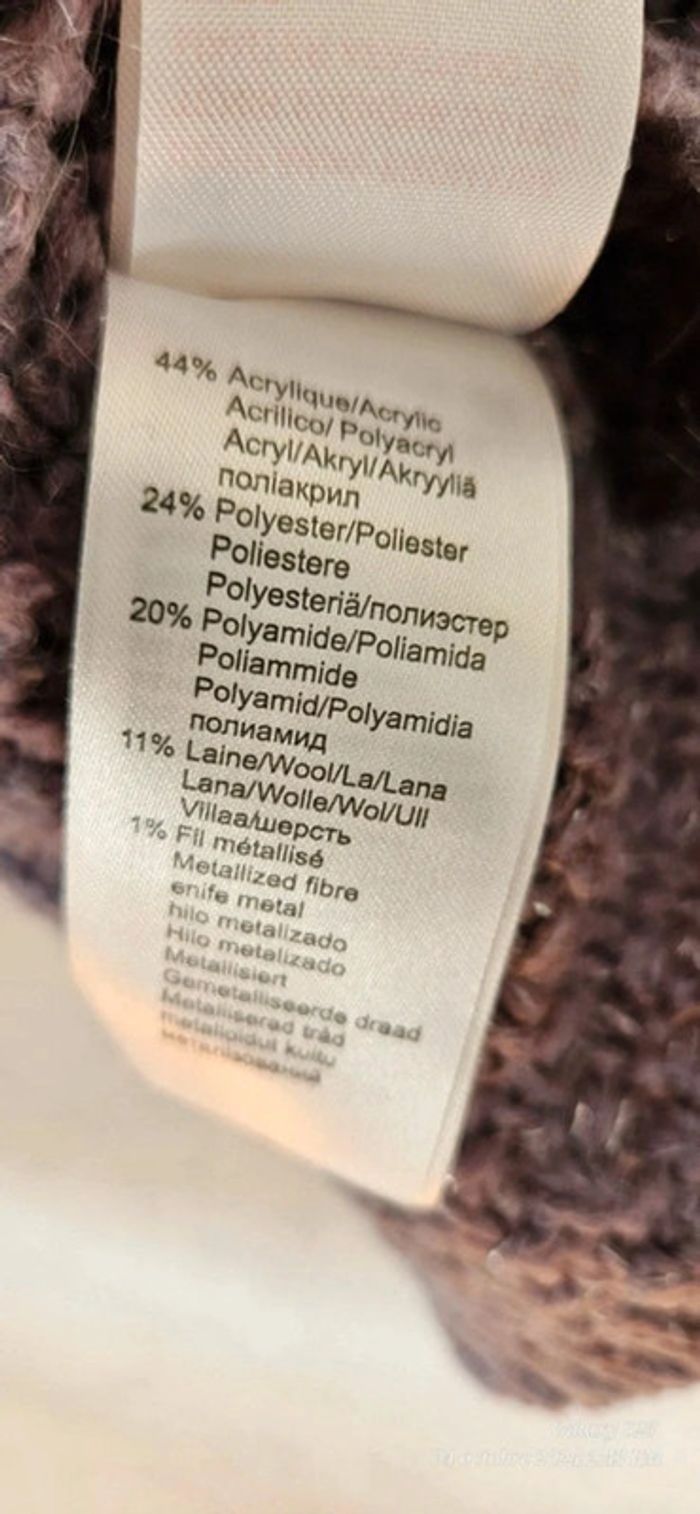 44% Acrylique/Acrylic
Acrilico/ Polyacryl
Acryl/Akryl/Akryyliä
поліакрил
24% Polyester/Poliester
Poliestere
Polyesteriä/полиэстер
20% Polyamide/Poliamida
Poliammide
Polyamid/Polyamidia
полиамид
11% Laine/Wool/La/Lana
Lana/Wolle/Wol/Ull
Villaa/шерсть
1% Fil métallisé
Metallized fibre
enife metal
hilo metalizado
Hilo metalizado
Metallisiert
Gemetalliseerde draad
Metalliserad tråd
metalloidut kuitu